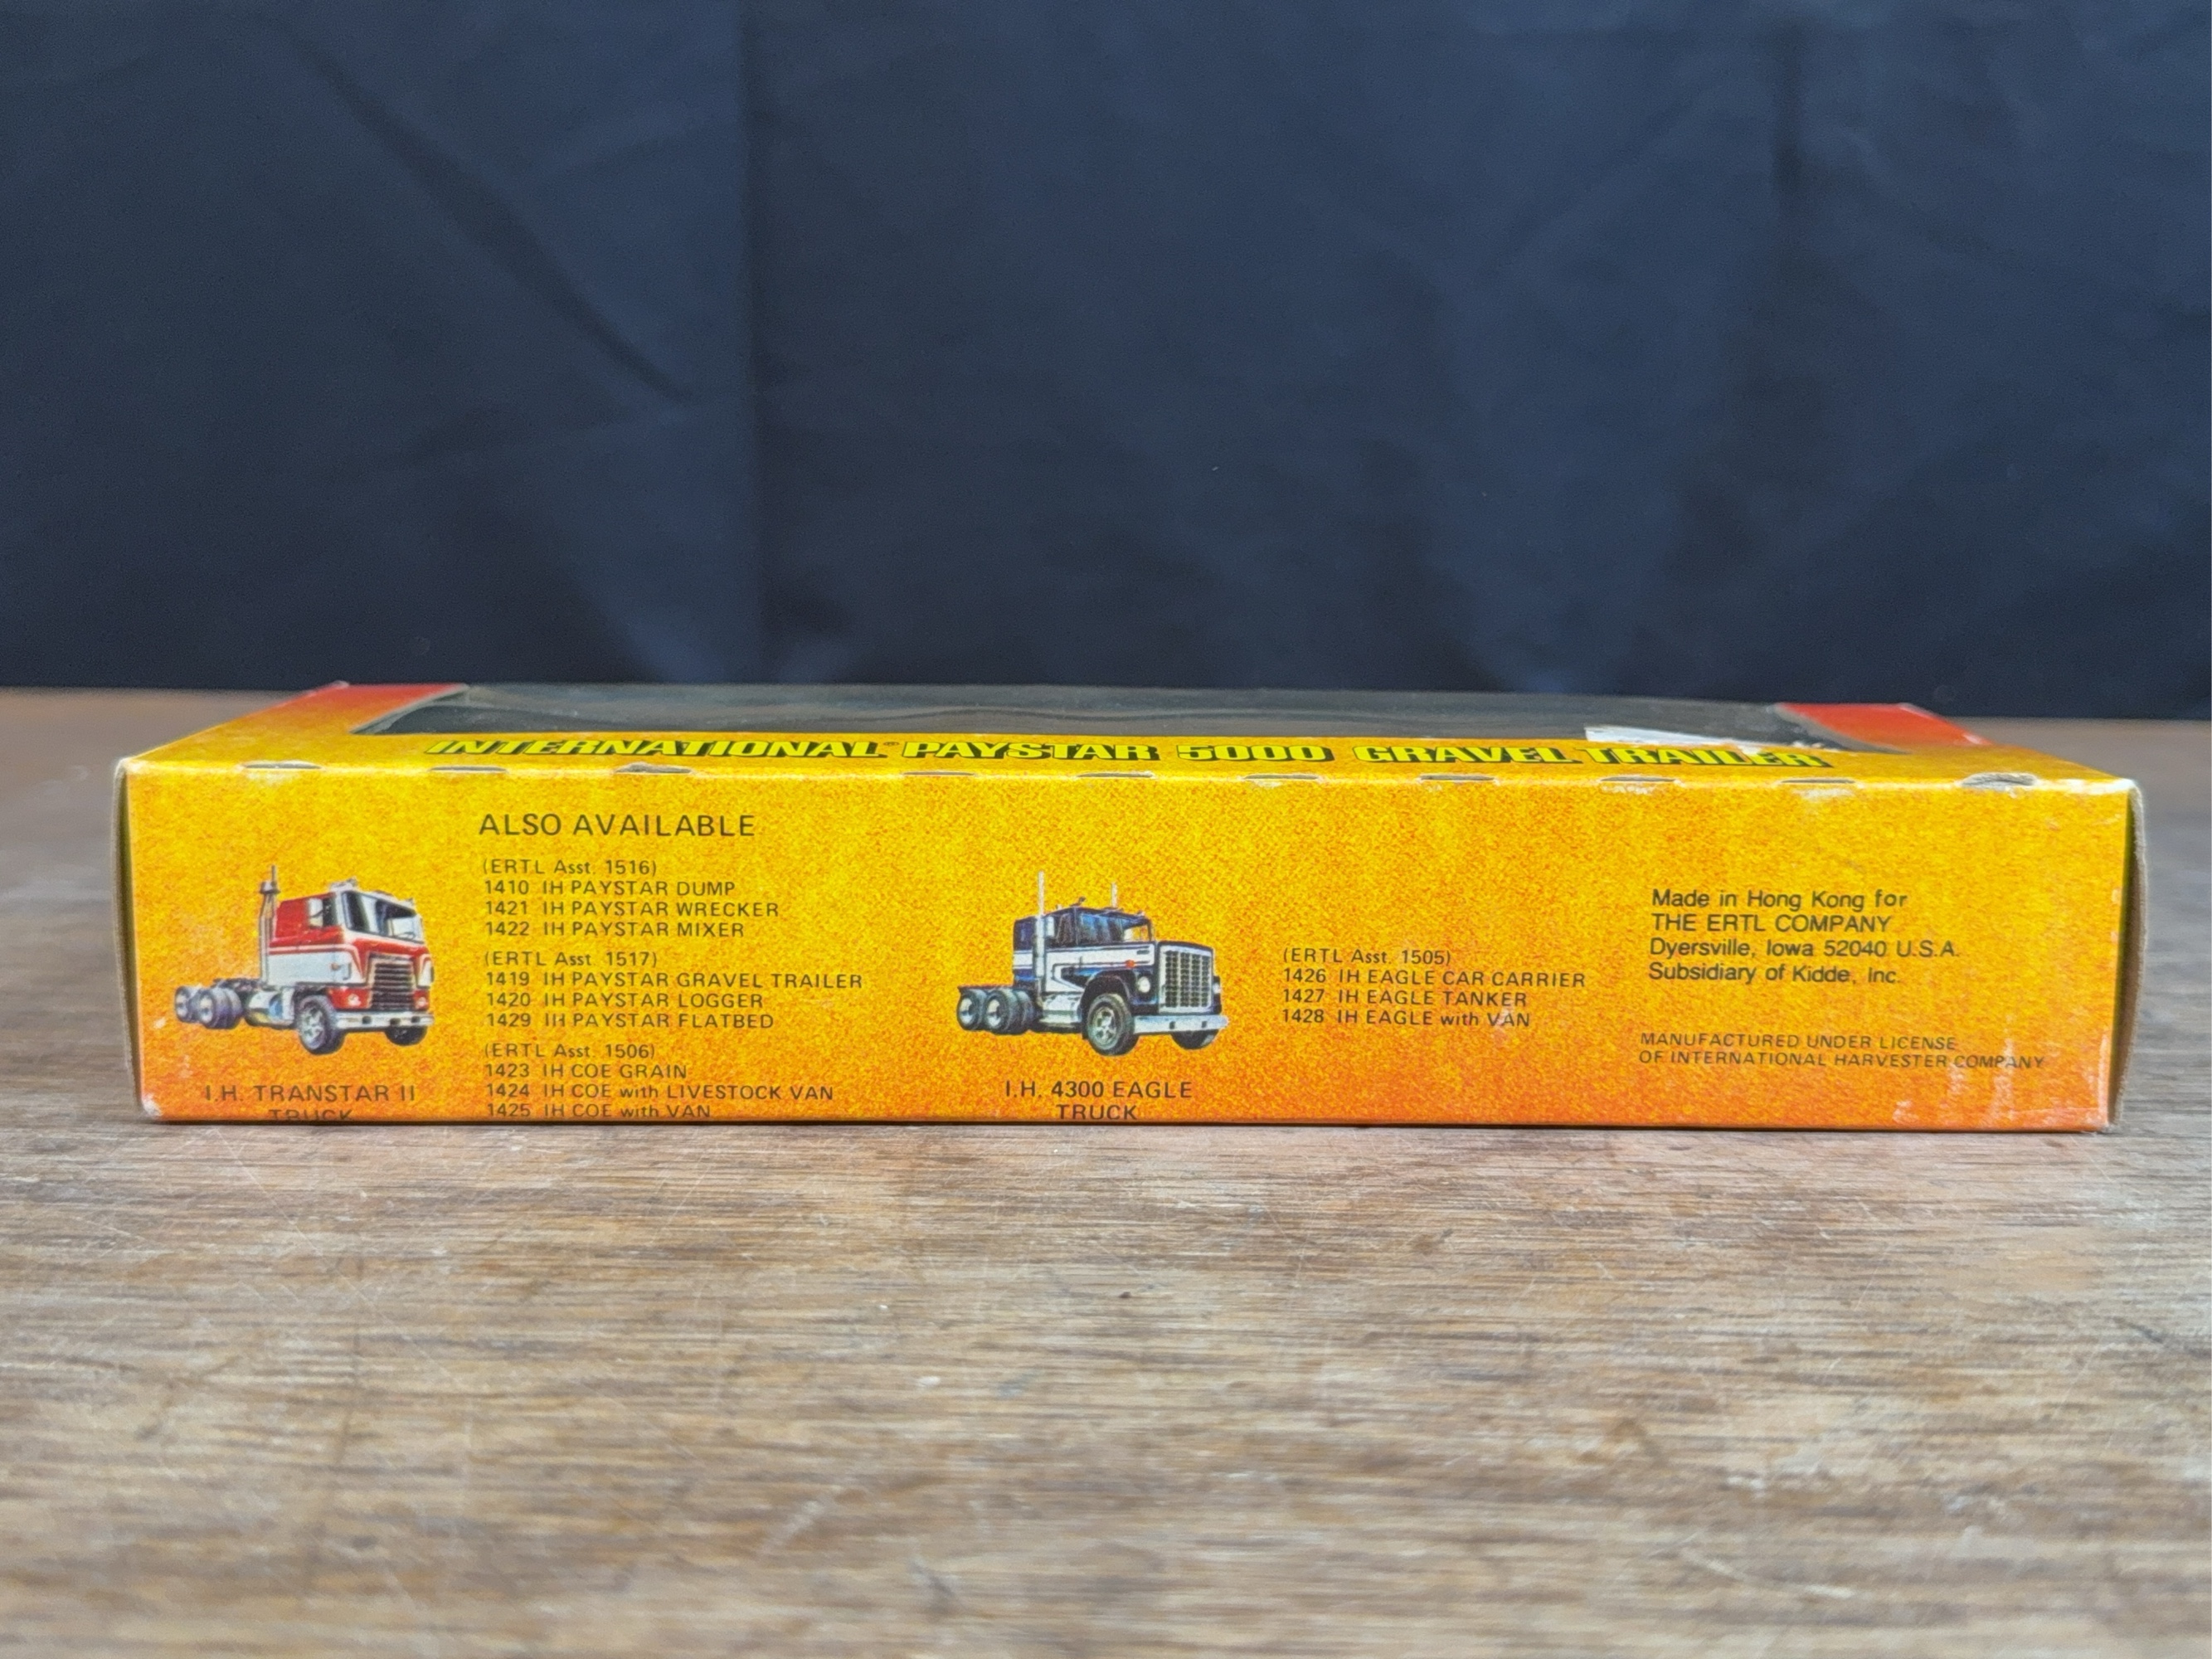 INTERNATIONAL® PAYSTAR 5000 GRAVEL TRAILER
ALSO AVAILABLE
(ERTL Asst. 1516)
1410 IH PAYSTAR DUMP
1421 IH PAYSTAR WRECKER
1422 IH PAYSTAR MIXER
(ERTL Asst. 1517)
1419 IH PAYSTAR GRAVEL TRAILER
1420 IH PAYSTAR LOGGER
1429 IH PAYSTAR FLATBED
(ERTL Asst. 1506)
1423 IH COE GRAIN
1424 IH COE with LIVESTOCK VAN
1425 IH COE with VAN
I.H. TRANSTAR II
TRUCK
I.H. 4300 EAGLE
TRUCK
(ERTL Asst. 1505)
1426 IH EAGLE CAR CARRIER
1427 IH EAGLE TANKER
1428 IH EAGLE with VAN
Made in Hong Kong for
THE ERTL COMPANY
Dyersville, Iowa 52040 U.S.A.
Subsidiary of Kidde, Inc.
MANUFACTURED UNDER LICENSE
OF INTERNATIONAL HARVESTER COMPANY